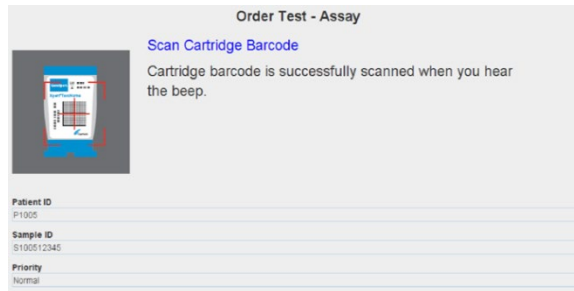 Order Test - Assay
Scan Cartridge Barcode
Cartridge barcode is successfully scanned when you hear
the beep.
Patient ID
P1005
Sample ID
S100512345
Priority
Normal